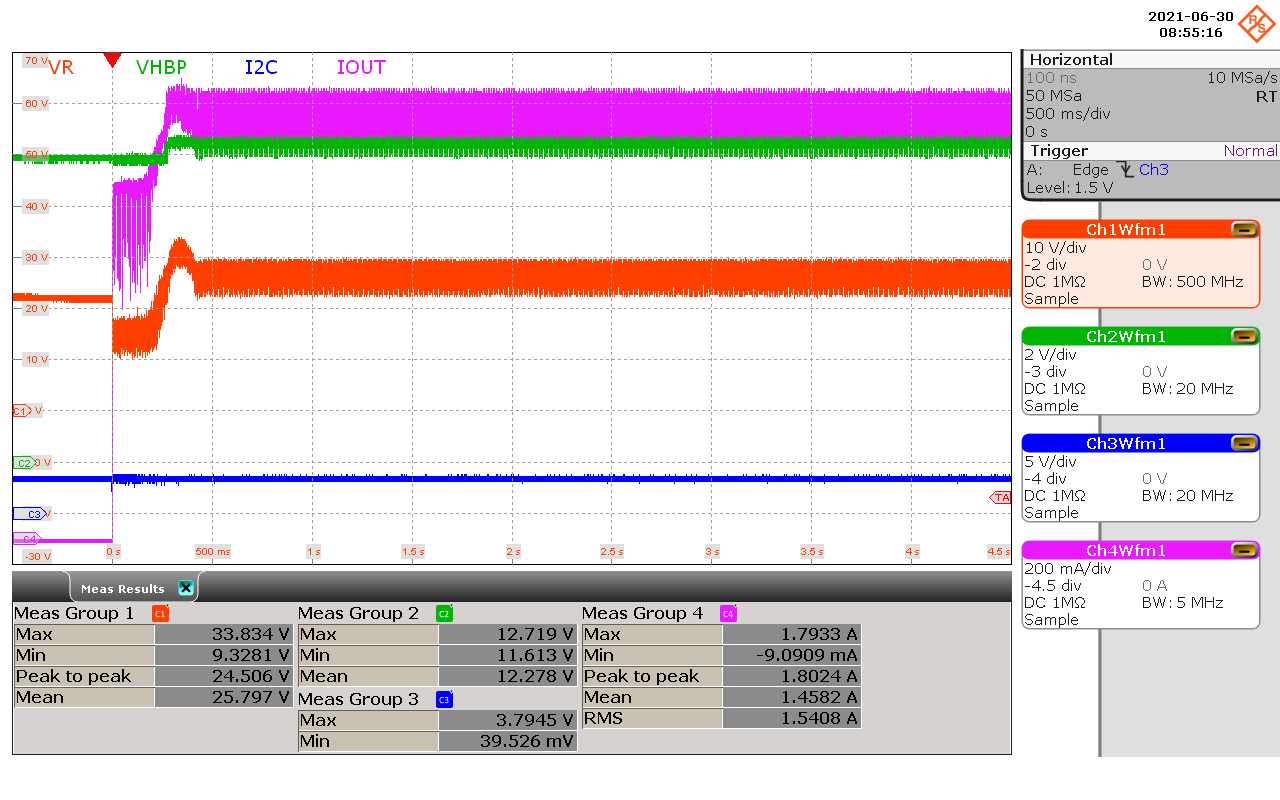 2021-06-30
08:55:16
R&S
VR VHBP I2C IOUT
70 V
60 V
50 V
40 V
30 V
20 V
10 V
C1 0 V
C2 0 V
C3 V
C4
-30 V
0 s 500 ms 1 s 1.5 s 2 s 2.5 s 3 s 3.5 s 4 s 4.5 s
TA
Horizontal
100 ns 10 MSa/s
50 MSa RT
500 ms/div
0 s
Trigger Normal
A: Edge Ch3
Level: 1.5 V
Ch1Wfm1
10 V/div
-2 div 0 V
DC 1MΩ BW: 500 MHz
Sample
Ch2Wfm1
2 V/div
-3 div 0 V
DC 1MΩ BW: 20 MHz
Sample
Ch3Wfm1
5 V/div
-4 div 0 V
DC 1MΩ BW: 20 MHz
Sample
Ch4Wfm1
200 mA/div
-4.5 div 0 A
DC 1MΩ BW: 5 MHz
Sample
Meas Results
Meas Group 1 C1
Max 33.834 V
Min 9.3281 V
Peak to peak 24.506 V
Mean 25.797 V
Meas Group 2 C2
Max 12.719 V
Min 11.613 V
Mean 12.278 V
Meas Group 3 C3
Max 3.7945 V
Min 39.526 mV
Meas Group 4 C4
Max 1.7933 A
Min -9.0909 mA
Peak to peak 1.8024 A
Mean 1.4582 A
RMS 1.5408 A